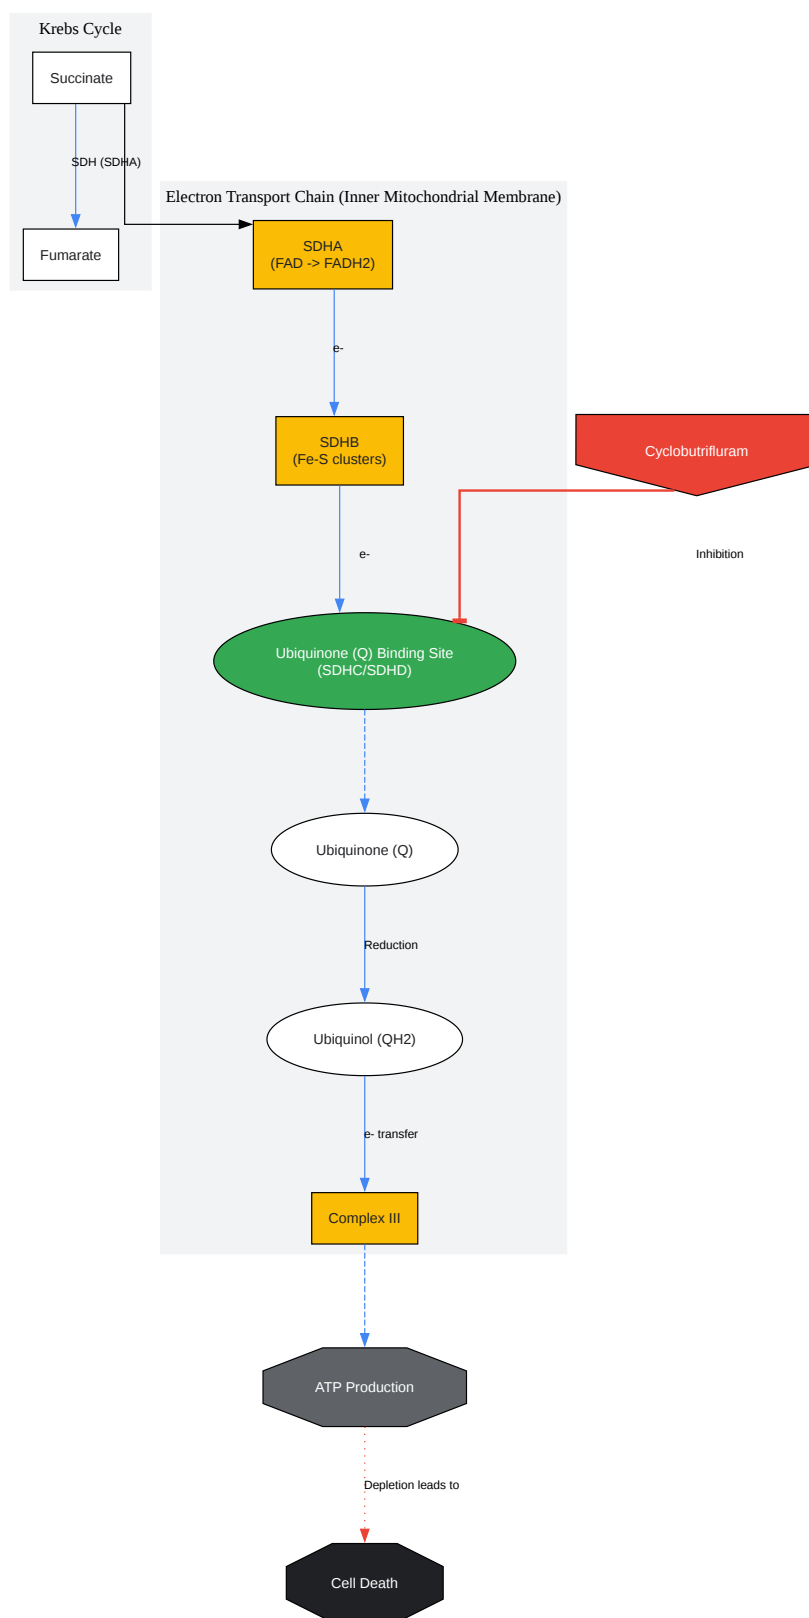 Krebs Cycle
Succinate
SDH (SDHA)
Fumarate
Electron Transport Chain (Inner Mitochondrial Membrane)
SDHA
(FAD -> FADH2)
e-
SDHB
(Fe-S clusters)
Cyclobutrifluram
e-
Inhibition
Ubiquinone (Q) Binding Site
(SDHC/SDHD)
Ubiquinone (Q)
Reduction
Ubiquinol (QH2)
e- transfer
Complex III
ATP Production
Depletion leads to
Cell Death